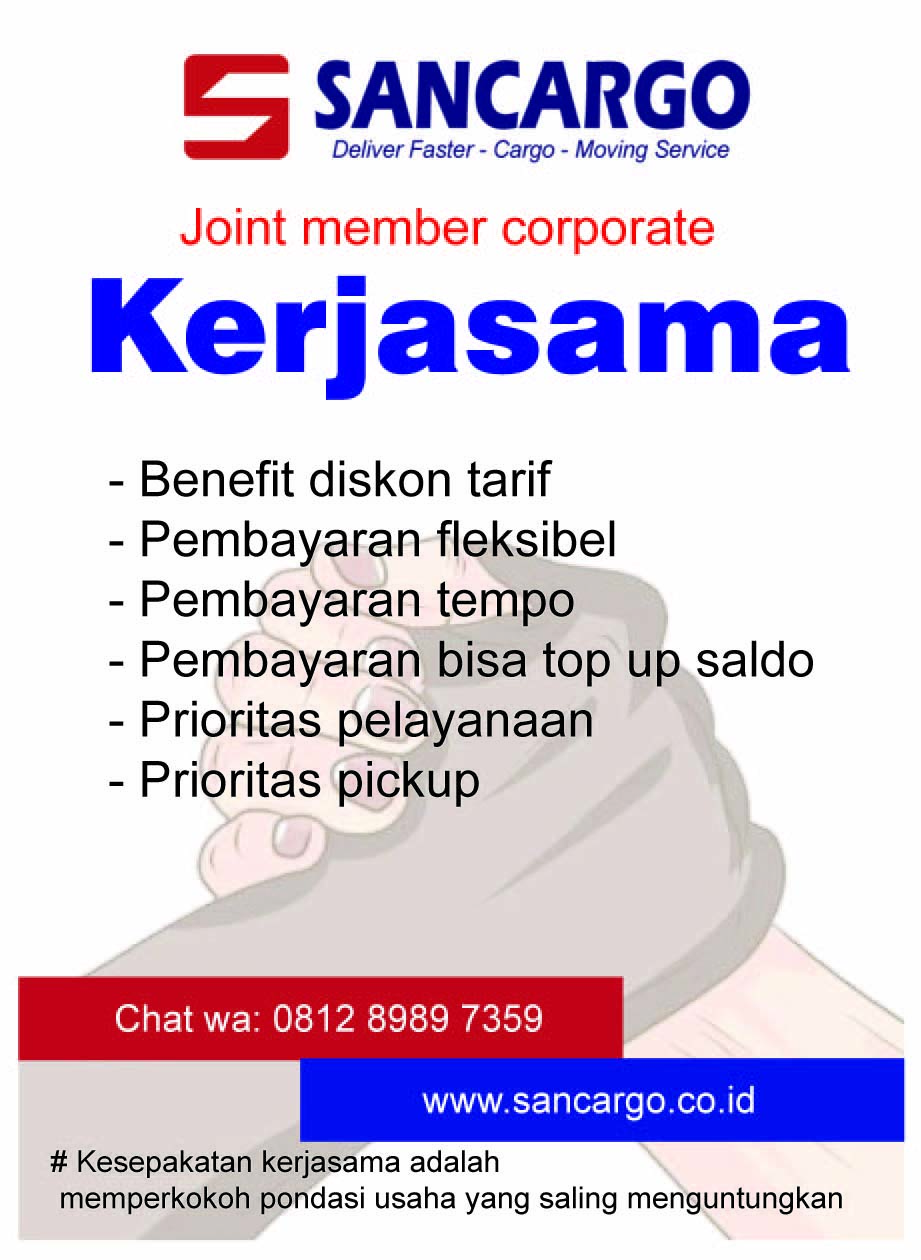 SANCARGO
Deliver Faster - Cargo - Moving Service
Joint member corporate
Kerjasama
- Benefit diskon tarif
- Pembayaran fleksibel
- Pembayaran tempo
- Pembayaran bisa top up saldo
- Prioritas pelayanaan
- Prioritas pickup
Chat wa: 0812 8989 7359
www.sancargo.co.id
# Kesepakatan kerjasama adalah
memperkokoh pondasi usaha yang saling menguntungkan